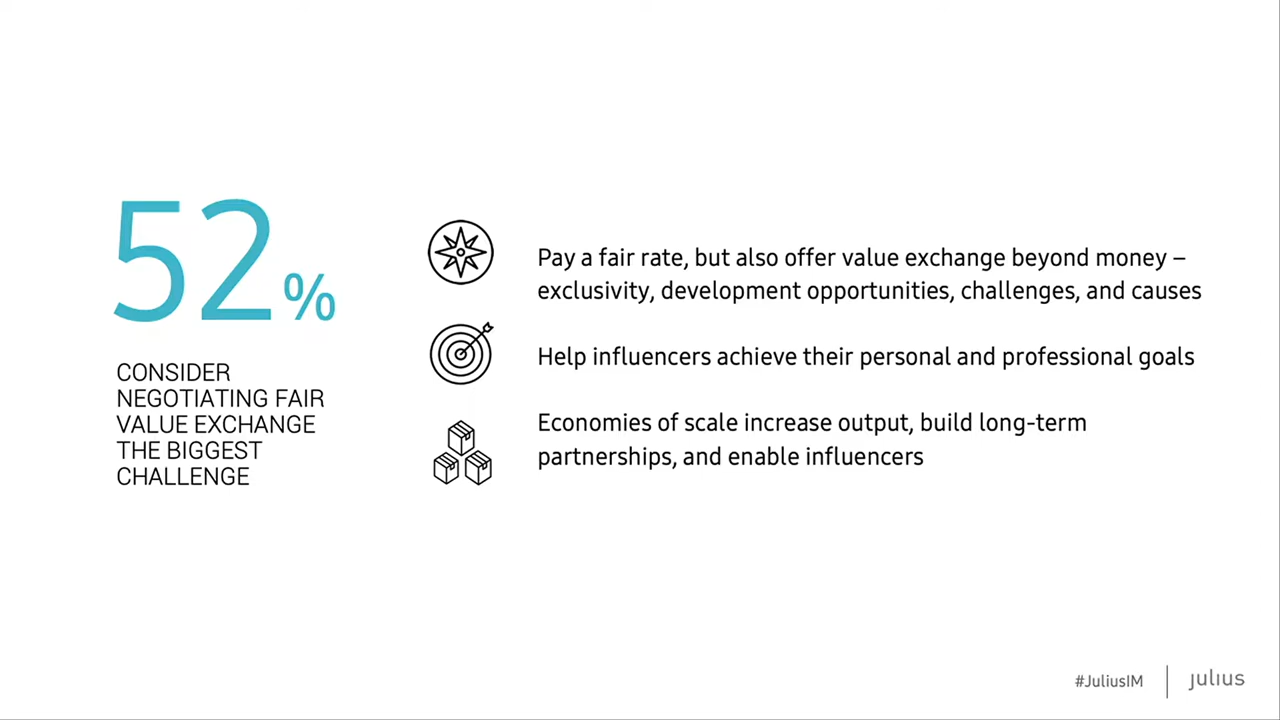 52%
CONSIDER
NEGOTIATING FAIR
VALUE EXCHANGE
THE BIGGEST
CHALLENGE
Pay a fair rate, but also offer value exchange beyond money –
exclusivity, development opportunities, challenges, and causes
Help influencers achieve their personal and professional goals
Economies of scale increase output, build long-term
partnerships, and enable influencers
#JuliusIM
julius